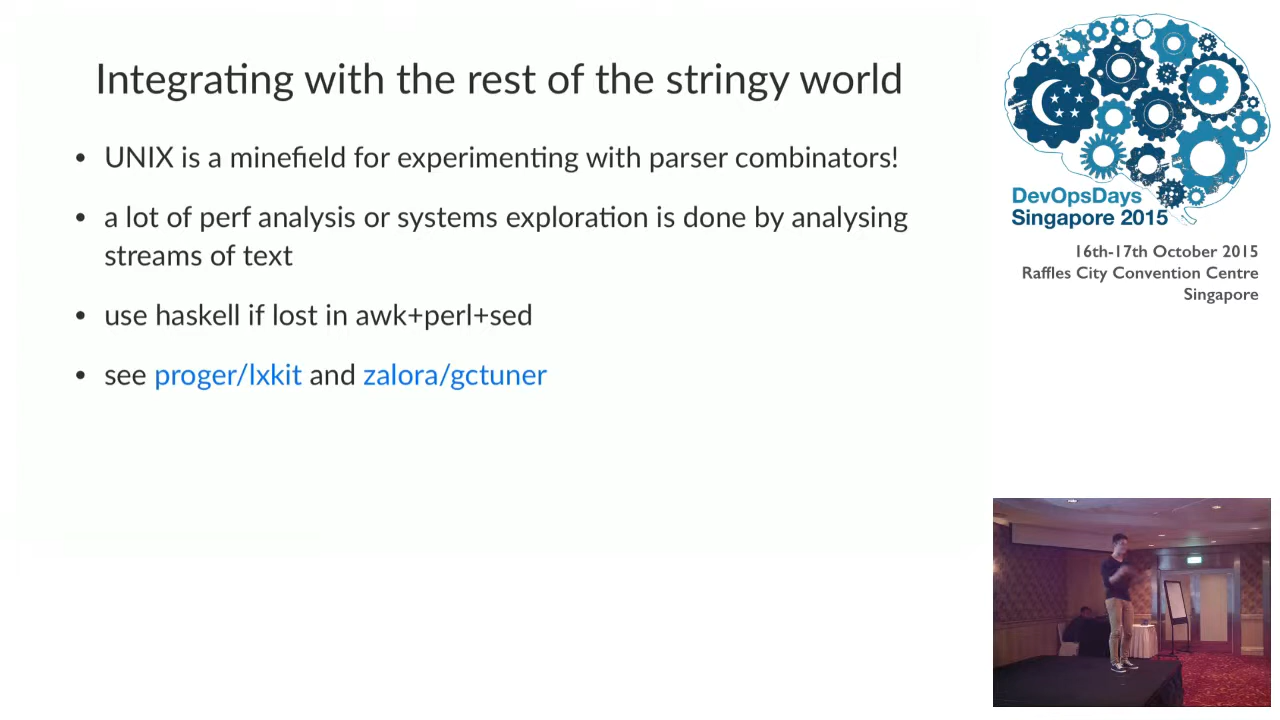 Integrating with the rest of the stringy world
• UNIX is a minefield for experimenting with parser combinators!
• a lot of perf analysis or systems exploration is done by analysing
streams of text
• use haskell if lost in awk+perl+sed
• see proger/lxkit and zalora/gctuner
DevOpsDays
Singapore 2015
16th-17th October 2015
Raffles City Convention Centre
Singapore